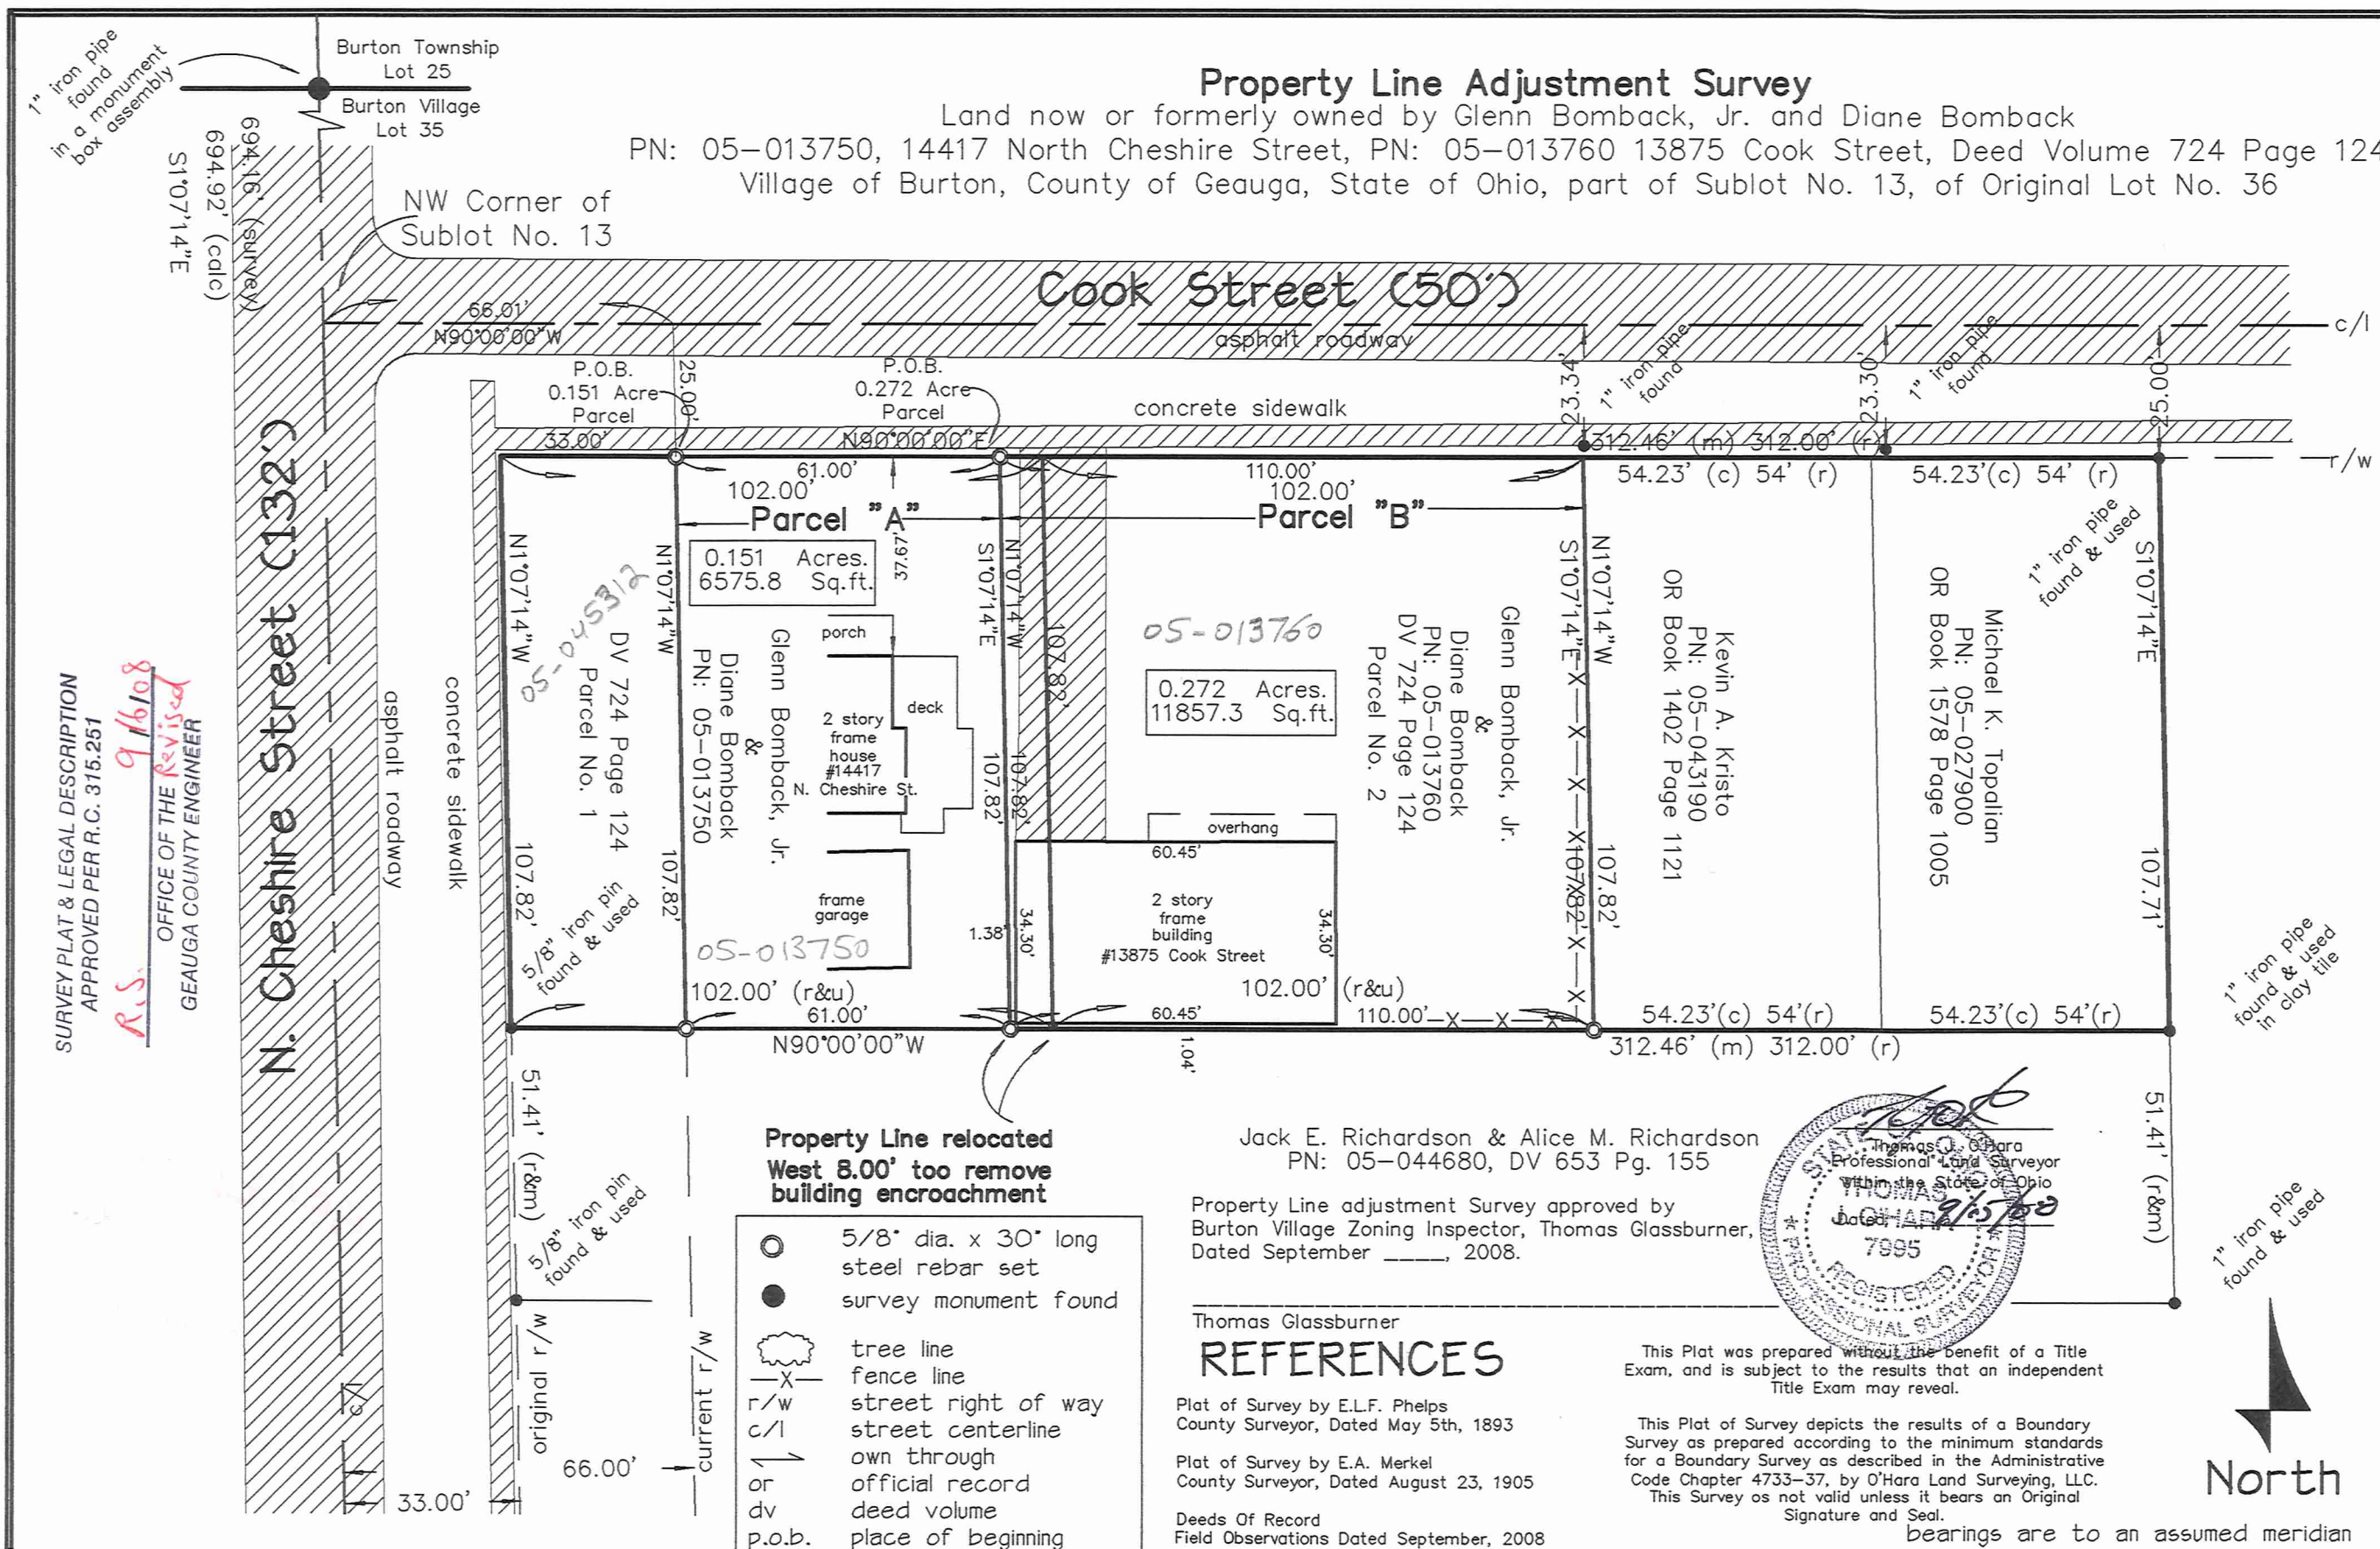 Property Line Adjustment Survey
Land now or formerly owned by Glenn Bomback, Jr. and Diane Bomback
PN: 05-013750, 14417 North Cheshire Street, PN: 05-013760 13875 Cook Street, Deed Volume 724 Page 124
Village of Burton, County of Geauga, State of Ohio, part of Sublot No. 13, of Original Lot No. 36
1" iron pipe
found
in a monument
box assembly
Burton Township
Lot 25
Burton Village
Lot 35
694.16' (survey)
694.92' (calc)
S1°07'14"E
NW Corner of
Sublot No. 13
Cook Street (50')
66.01'
N90°00'00"W
asphalt roadway
c/l
P.O.B.
0.151 Acre
Parcel
25.00'
P.O.B.
0.272 Acre
Parcel
concrete sidewalk
23.34'
1" iron pipe
found
23.30'
1" iron pipe
found
25.00'
33.00'
N90°00'00"E
312.46' (m) 312.00' (r)
r/w
61.00'
102.00'
110.00'
102.00'
54.23' (c) 54' (r)
54.23'(c) 54' (r)
Parcel "A"
Parcel "B"
37.67'
0.151 Acres.
6575.8 Sq.ft.
N1°07'14"W
107.82'
05-045312
DV 724 Page 124
Parcel No. 1
N1°07'14"W
107.82'
Glenn Bomback, Jr.
&
Diane Bomback
PN: 05-013750
porch
deck
2 story
frame
house
#14417
N. Cheshire St.
frame
garage
05-013750
S1°07'14"E
107.82'
N1°07'14"W
107.82'
107.82'
1.38'
05-013760
0.272 Acres.
11857.3 Sq.ft.
Glenn Bomback, Jr.
&
Diane Bomback
PN: 05-013760
DV 724 Page 124
Parcel No. 2
overhang
60.45'
34.30'
2 story
frame
building
#13875 Cook Street
34.30'
60.45'
1.04'
S1°07'14"E
X X X X X X X
107.82'
N1°07'14"W
107.82'
Kevin A. Kristo
PN: 05-043190
OR Book 1402 Page 1121
Michael K. Topalian
PN: 05-027900
OR Book 1578 Page 1005
1" iron pipe
found & used
S1°07'14"E
107.71'
1" iron pipe
found & used
in clay tile
5/8" iron pin
found & used
102.00' (r&u)
61.00'
N90°00'00"W
102.00' (r&u)
110.00'
X X X
54.23'(c) 54'(r)
54.23'(c) 54'(r)
312.46' (m) 312.00' (r)
N. Cheshire Street (132')
asphalt roadway
concrete sidewalk
SURVEY PLAT & LEGAL DESCRIPTION
APPROVED PER R.C. 315.251
R.S. 9/16/08
Revised
OFFICE OF THE
GEAUGA COUNTY ENGINEER
51.41' (r&m)
5/8" iron pin
found & used
c/l
original r/w
current r/w
66.00'
33.00'
51.41' (r&m)
1" iron pipe
found & used
Property Line relocated
West 8.00' too remove
building encroachment
5/8" dia. x 30" long
steel rebar set
survey monument found
tree line
X fence line
r/w street right of way
c/l street centerline
own through
or official record
dv deed volume
p.o.b. place of beginning
Jack E. Richardson & Alice M. Richardson
PN: 05-044680, DV 653 Pg. 155
Property Line adjustment Survey approved by
Burton Village Zoning Inspector, Thomas Glassburner,
Dated September ____, 2008.
Thomas Glassburner
Thomas J. O'Hara
Professional Land Surveyor
Within the State of Ohio
Dated:
STATE OF OHIO
THOMAS
J. O'HARA
7995
REGISTERED
PROFESSIONAL SURVEYOR
REFERENCES
Plat of Survey by E.L.F. Phelps
County Surveyor, Dated May 5th, 1893
Plat of Survey by E.A. Merkel
County Surveyor, Dated August 23, 1905
Deeds Of Record
Field Observations Dated September, 2008
This Plat was prepared without the benefit of a Title
Exam, and is subject to the results that an independent
Title Exam may reveal.
This Plat of Survey depicts the results of a Boundary
Survey as prepared according to the minimum standards
for a Boundary Survey as described in the Administrative
Code Chapter 4733-37, by O'Hara Land Surveying, LLC.
This Survey os not valid unless it bears an Original
Signature and Seal.
North
bearings are to an assumed meridian